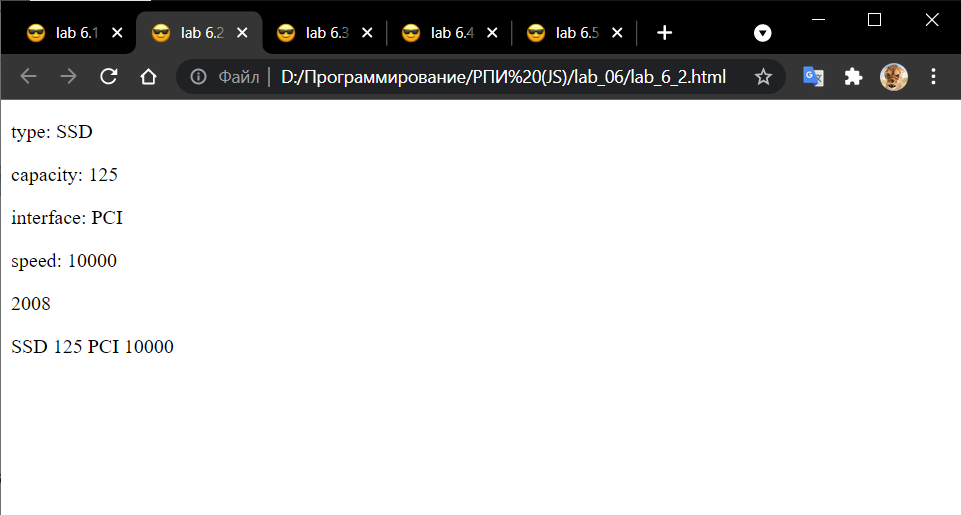 lab 6.1 lab 6.2 lab 6.3 lab 6.4 lab 6.5
Файл D:/Программирование/РПИ%20(JS)/lab_06/lab_6_2.html
type: SSD
capacity: 125
interface: PCI
speed: 10000
2008
SSD 125 PCI 10000